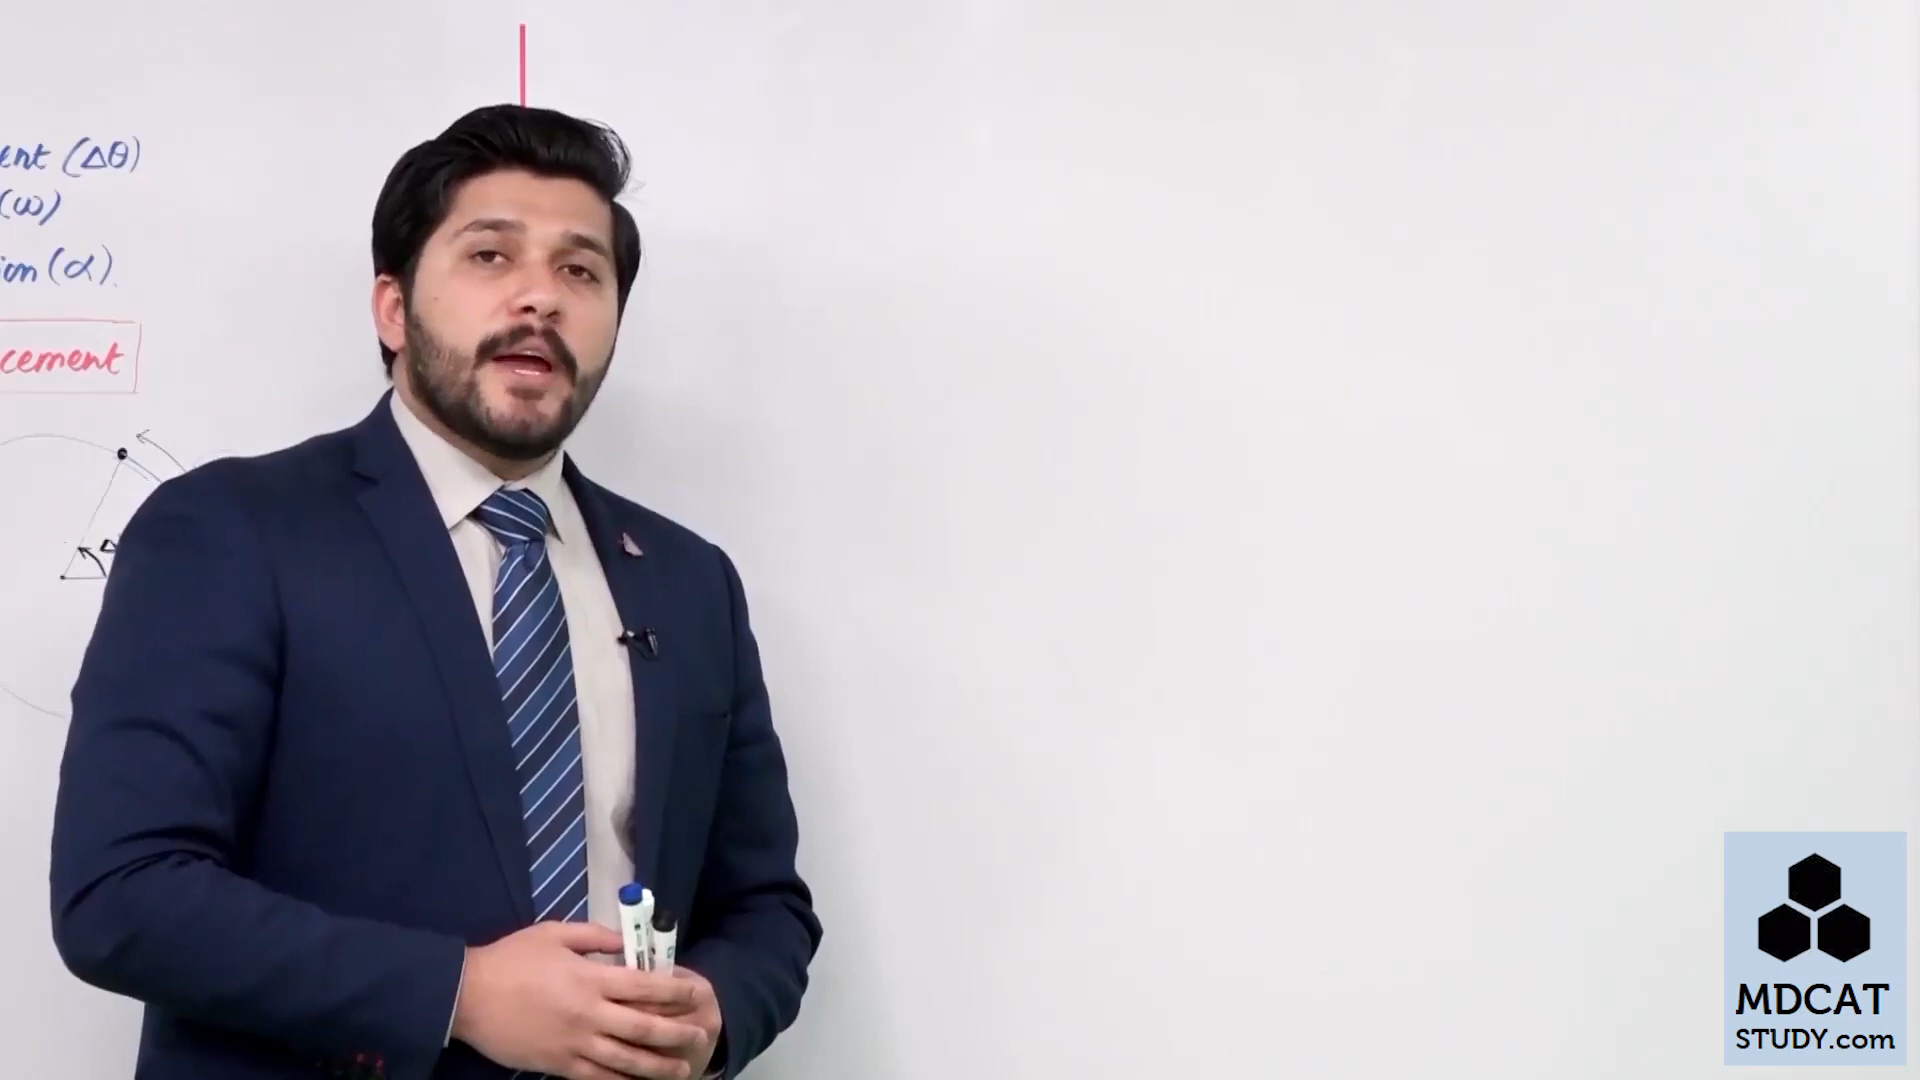 ent (Δθ)
(ω)
ion (α).
cement
MDCAT
STUDY.com